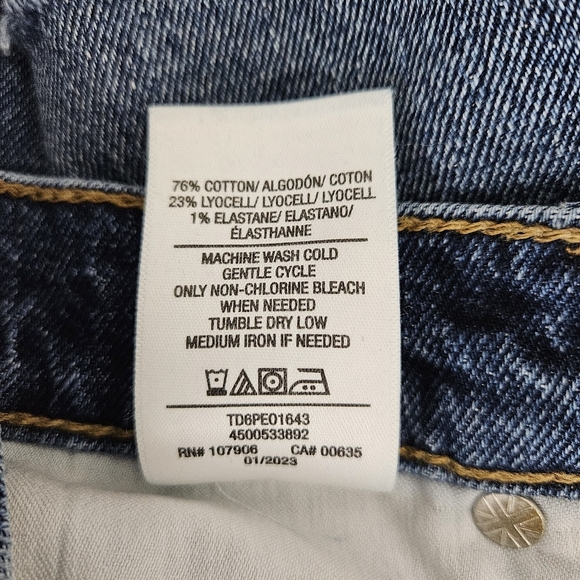 76% COTTON/ ALGODÓN/ COTON
23% LYOCELL/ LYOCELL/ LYOCELL
1% ELASTANE/ ELASTANO/
ÉLASTHANNE
MACHINE WASH COLD
GENTLE CYCLE
ONLY NON-CHLORINE BLEACH
WHEN NEEDED
TUMBLE DRY LOW
MEDIUM IRON IF NEEDED
TD6PE01643
4500533892
RN# 107906 CA# 00635
01/2023